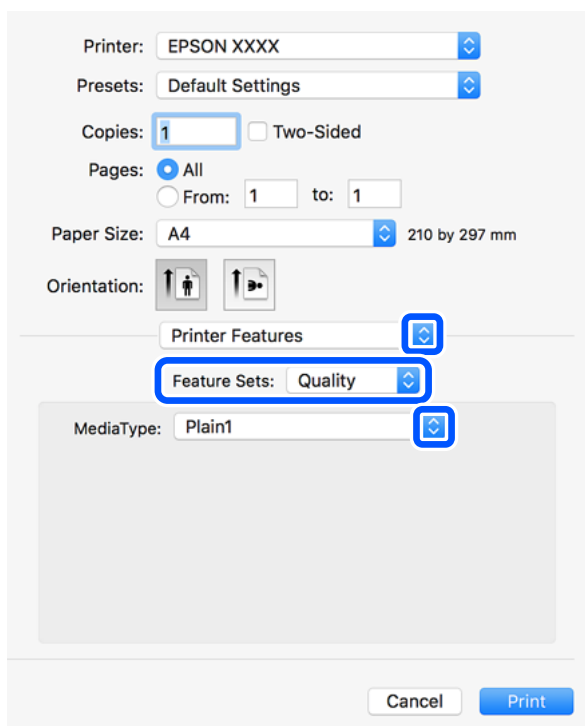 Printer: EPSON XXXX
Presets: Default Settings
Copies: 1 Two-Sided
Pages: All
From: 1 to: 1
Paper Size: A4 210 by 297 mm
Orientation:
Printer Features
Feature Sets: Quality
MediaType: Plain1
Cancel Print